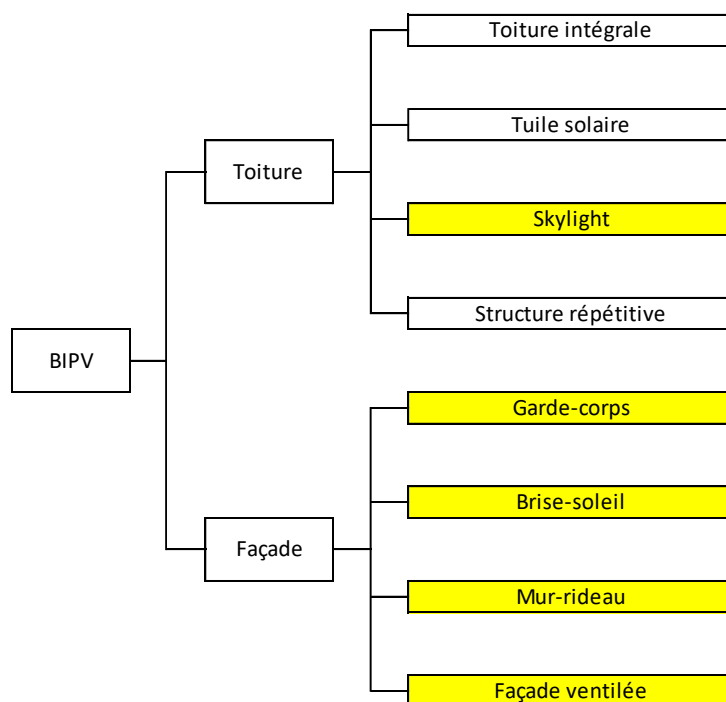 Toiture intégrale
Tuile solaire
Toiture
Skylight
Structure répétitive
BIPV
Garde-corps
Brise-soleil
Façade
Mur-rideau
Façade ventilée